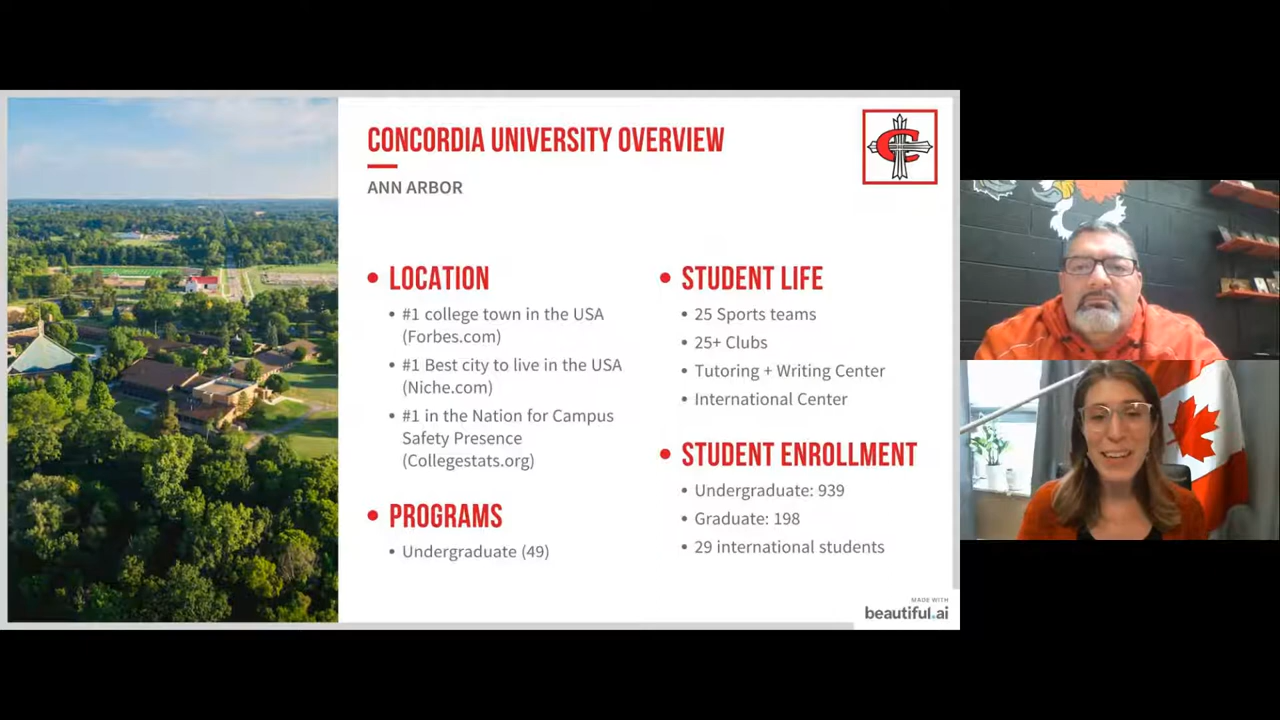 CONCORDIA UNIVERSITY OVERVIEW
ANN ARBOR
• LOCATION
• #1 college town in the USA
(Forbes.com)
• #1 Best city to live in the USA
(Niche.com)
• #1 in the Nation for Campus
Safety Presence
(Collegestats.org)
• PROGRAMS
• Undergraduate (49)
• STUDENT LIFE
• 25 Sports teams
• 25+ Clubs
• Tutoring + Writing Center
• International Center
• STUDENT ENROLLMENT
• Undergraduate: 939
• Graduate: 198
• 29 international students
MADE WITH
beautiful.ai